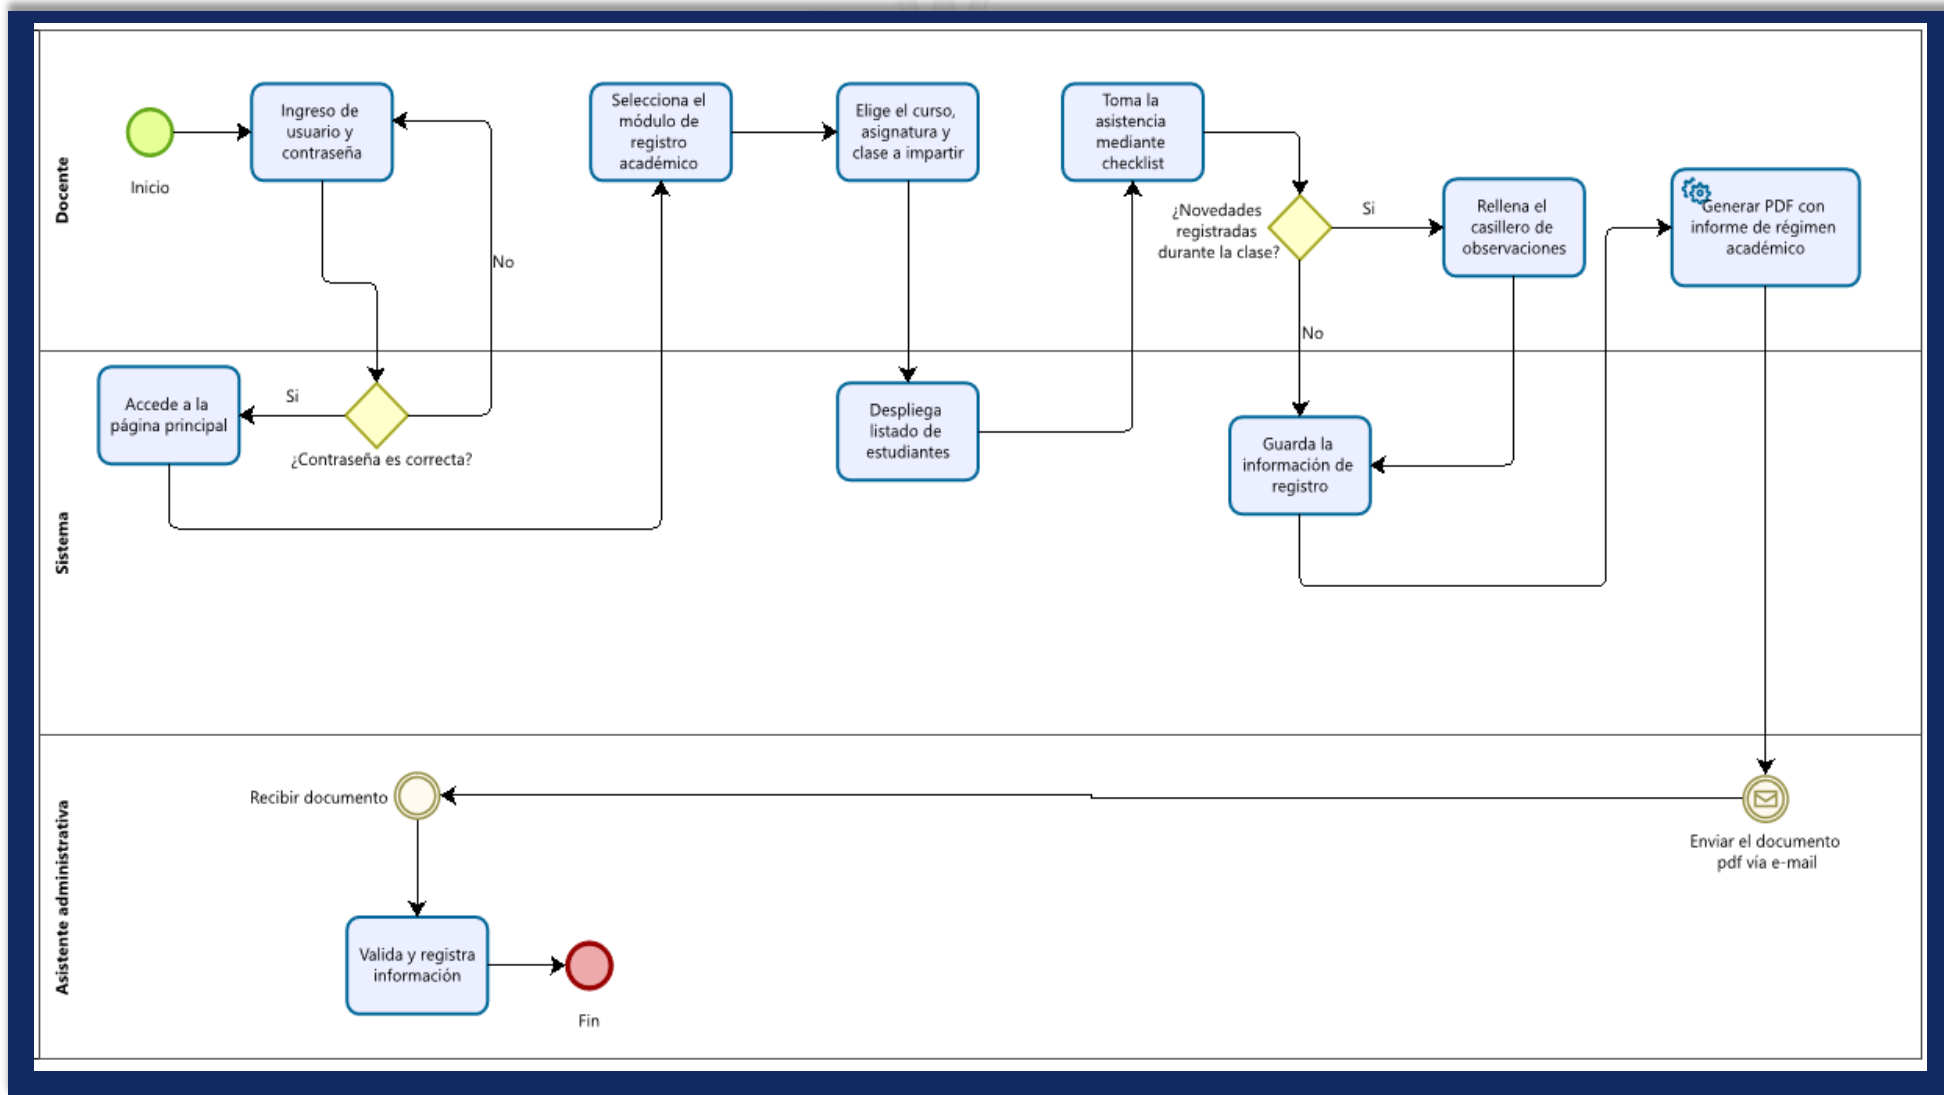 Docente
Inicio
Ingreso de
usuario y
contraseña
No
Selecciona el
módulo de
registro
académico
Elige el curso,
asignatura y
clase a impartir
Toma la
asistencia
mediante
checklist
¿Novedades
registradas
durante la clase?
Si
No
Rellena el
casillero de
observaciones
Generar PDF con
informe de régimen
académico
Sistema
Accede a la
página principal
Si
¿Contraseña es correcta?
Despliega
listado de
estudiantes
Guarda la
información de
registro
Asistente administrativa
Recibir documento
Enviar el documento
pdf vía e-mail
Valida y registra
información
Fin